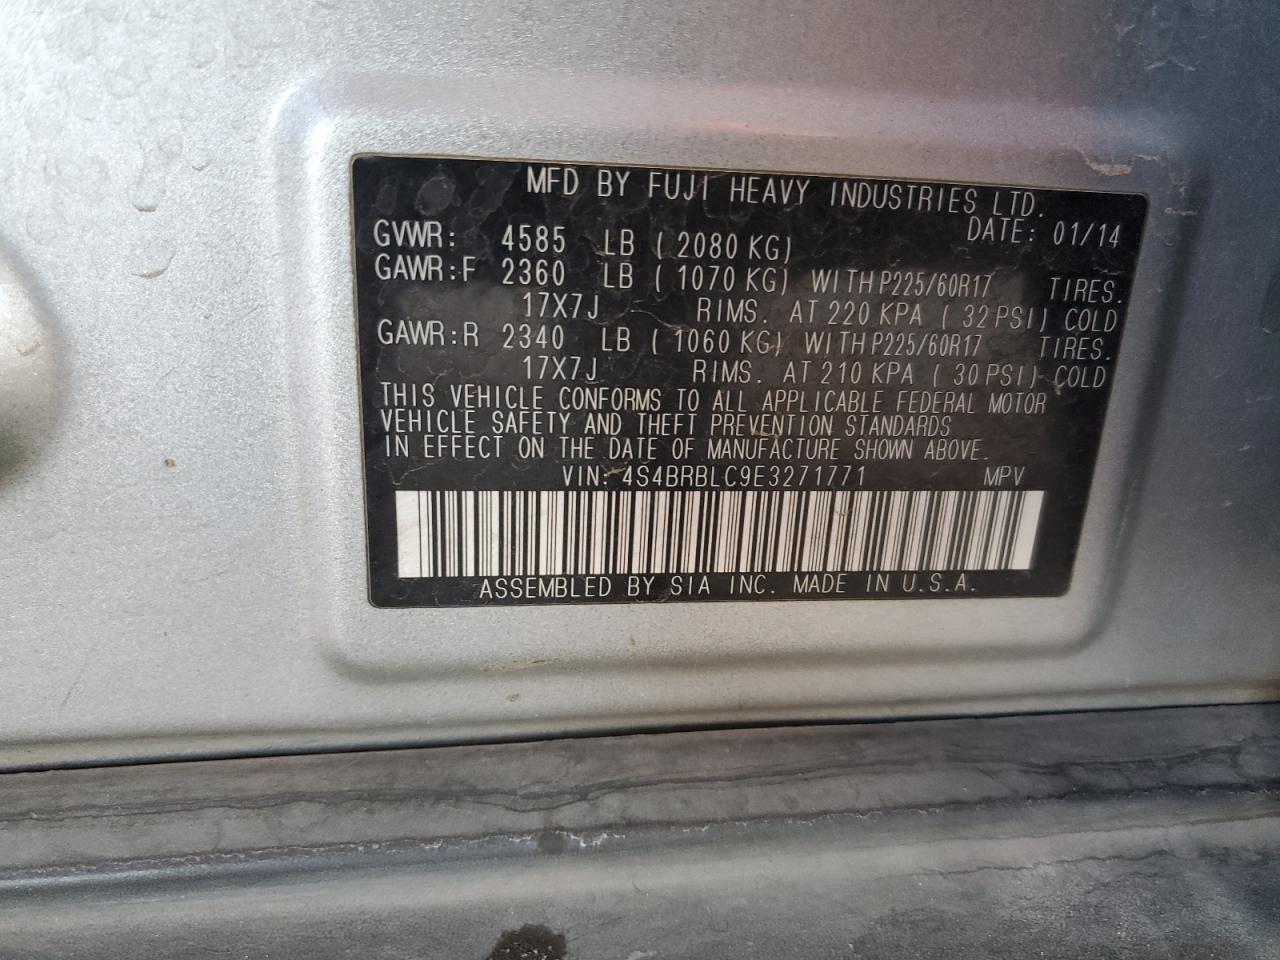 MFD BY FUJI HEAVY INDUSTRIES LTD.
DATE: 01/14
GVWR: 4585 LB ( 2080 KG)
GAWR:F 2360 LB ( 1070 KG) WITH P225/60R17 TIRES.
17X7J RIMS. AT 220 KPA ( 32 PSI) COLD
GAWR:R 2340 LB ( 1060 KG) WITH P225/60R17 TIRES.
17X7J RIMS. AT 210 KPA ( 30 PSI) COLD
THIS VEHICLE CONFORMS TO ALL APPLICABLE FEDERAL MOTOR
VEHICLE SAFETY AND THEFT PREVENTION STANDARDS
IN EFFECT ON THE DATE OF MANUFACTURE SHOWN ABOVE.
VIN: 4S4BRBLC9E3271771 MPV
ASSEMBLED BY SIA INC. MADE IN U.S.A.